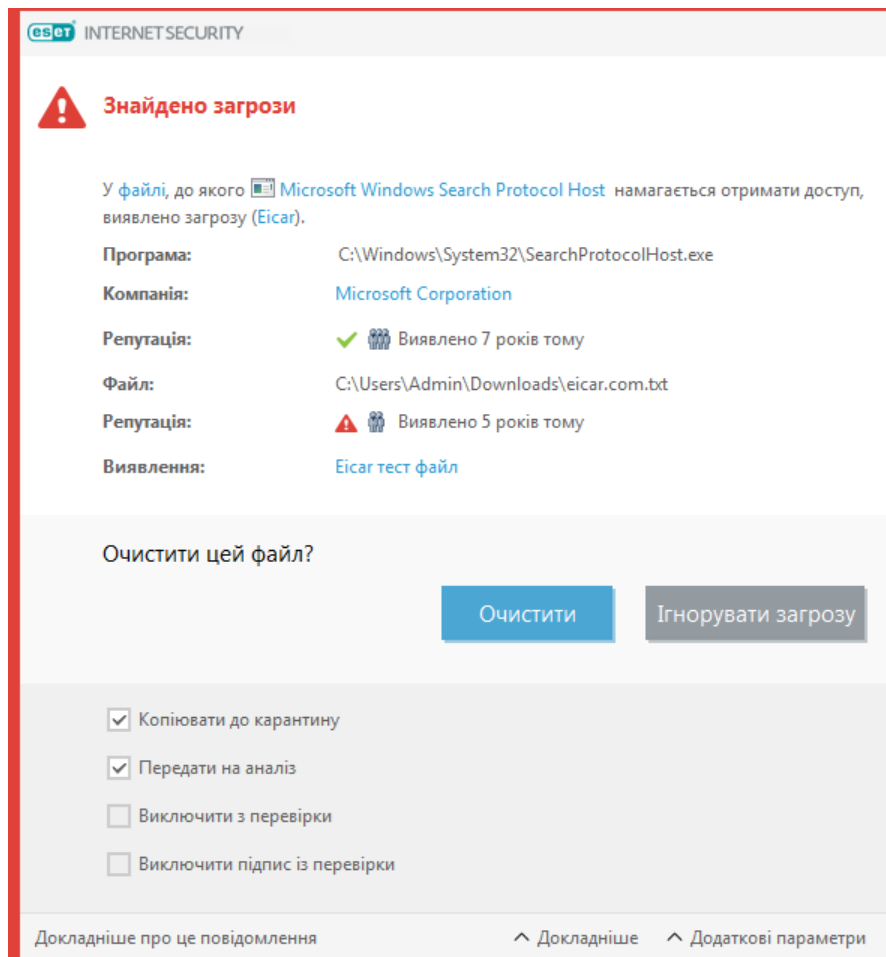 eset INTERNET SECURITY
Знайдено загрози
У файлі, до якого Microsoft Windows Search Protocol Host намагається отримати доступ,
виявлено загрозу (Eicar).
Програма: C:\Windows\System32\SearchProtocolHost.exe
Компанія: Microsoft Corporation
Репутація: Виявлено 7 років тому
Файл: C:\Users\Admin\Downloads\eicar.com.txt
Репутація: Виявлено 5 років тому
Виявлення: Eicar тест файл
Очистити цей файл?
Очистити Ігнорувати загрозу
Копіювати до карантину
Передати на аналіз
Виключити з перевірки
Виключити підпис із перевірки
Докладніше про це повідомлення Докладніше Додаткові параметри